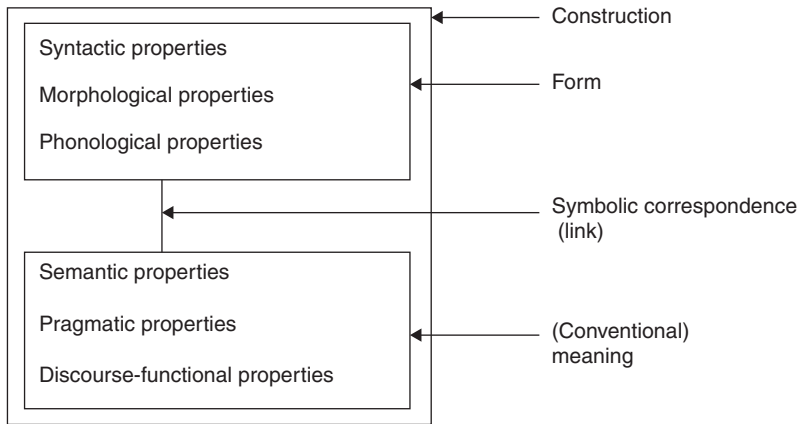 Construction
Syntactic properties
Morphological properties
Phonological properties
Form
Symbolic correspondence
(link)
Semantic properties
Pragmatic properties
Discourse-functional properties
(Conventional)
meaning